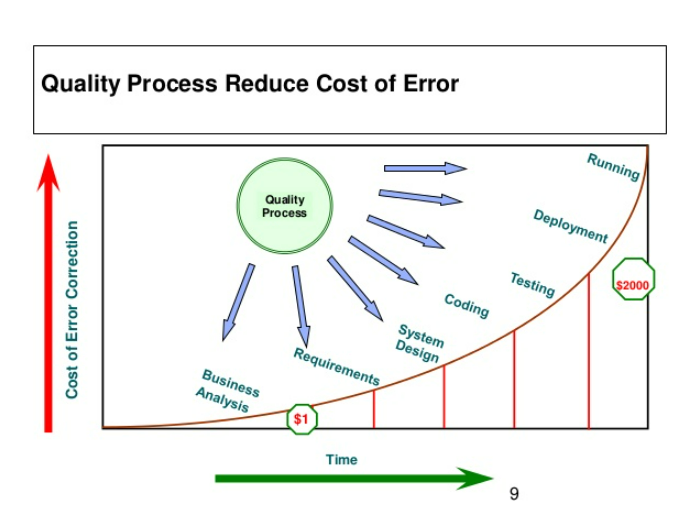 Quality Process Reduce Cost of Error
Quality
Process
Running
Deployment
Testing
Coding
System
Design
Requirements
Business
Analysis
$2000
$1
Cost of Error Correction
Time
9